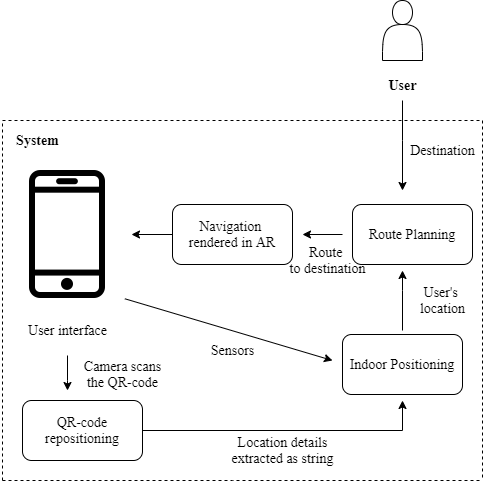 User
System
Destination
Navigation
rendered in AR
Route Planning
Route
to destination
User's
location
User interface
Sensors
Indoor Positioning
Camera scans
the QR-code
QR-code
repositioning
Location details
extracted as string